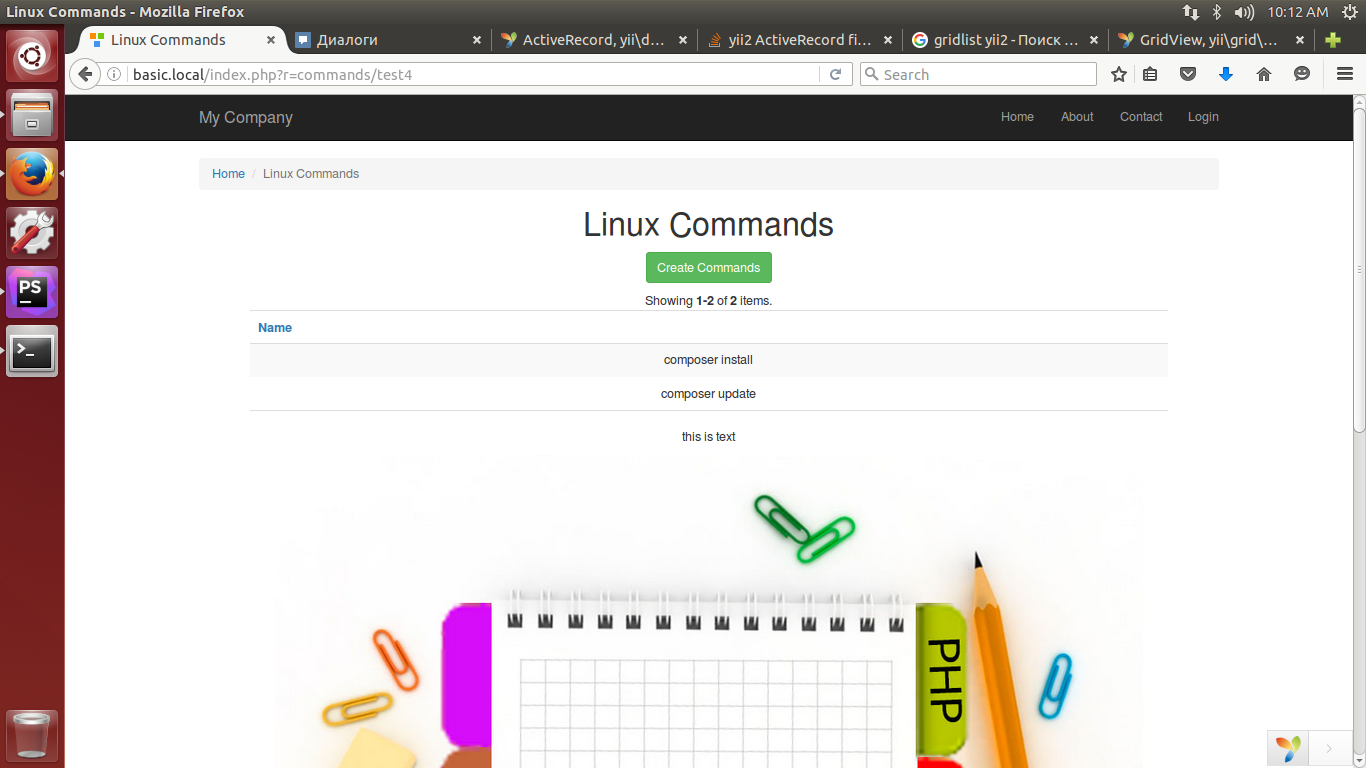 Linux Commands - Mozilla Firefox
10:12 AM
Linux Commands
Диалоги
ActiveRecord, yii\d...
yii2 ActiveRecord fi...
gridlist yii2 - Поиск ...
GridView, yii\grid\...
basic.local/index.php?r=commands/test4
Search
My Company
Home
About
Contact
Login
Home / Linux Commands
Linux Commands
Create Commands
Showing 1-2 of 2 items.
Name
composer install
composer update
this is text
PHP
PS